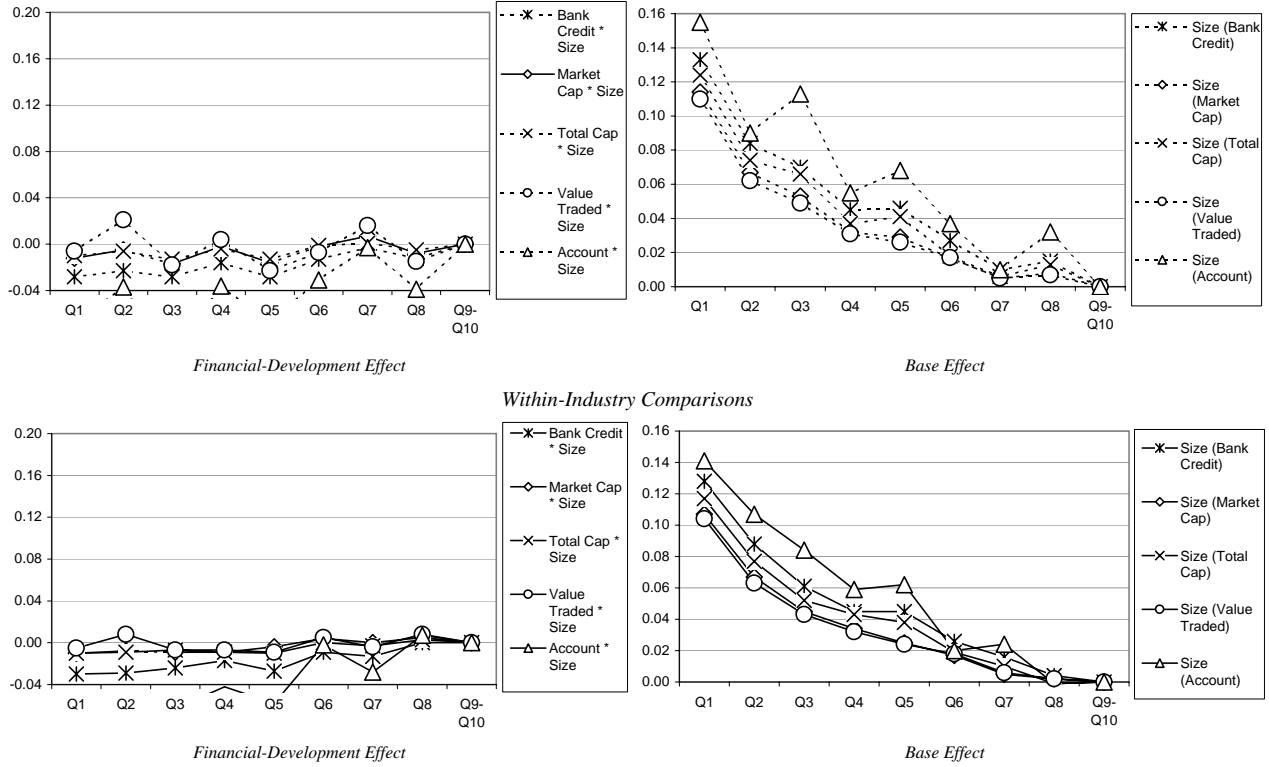 0.20
0.16
0.12
0.08
0.04
0.00
-0.04
Q1 Q2 Q3 Q4 Q5 Q6 Q7 Q8 Q9-
Q10
Bank
Credit *
Size
Market
Cap * Size
Total Cap
* Size
Value
Traded *
Size
Account *
Size
Financial-Development Effect
0.16
0.14
0.12
0.10
0.08
0.06
0.04
0.02
0.00
Q1 Q2 Q3 Q4 Q5 Q6 Q7 Q8 Q9-
Q10
Size (Bank
Credit)
Size
(Market
Cap)
Size (Total
Cap)
Size
(Value
Traded)
Size
(Account)
Base Effect
Within-Industry Comparisons
0.20
0.16
0.12
0.08
0.04
0.00
-0.04
Q1 Q2 Q3 Q4 Q5 Q6 Q7 Q8 Q9-
Q10
Bank Credit
* Size
Market Cap
* Size
Total Cap *
Size
Value
Traded *
Size
Account *
Size
Financial-Development Effect
0.16
0.14
0.12
0.10
0.08
0.06
0.04
0.02
0.00
Q1 Q2 Q3 Q4 Q5 Q6 Q7 Q8 Q9-
Q10
Size (Bank
Credit)
Size (Market
Cap)
Size (Total
Cap)
Size (Value
Traded)
Size
(Account)
Base Effect